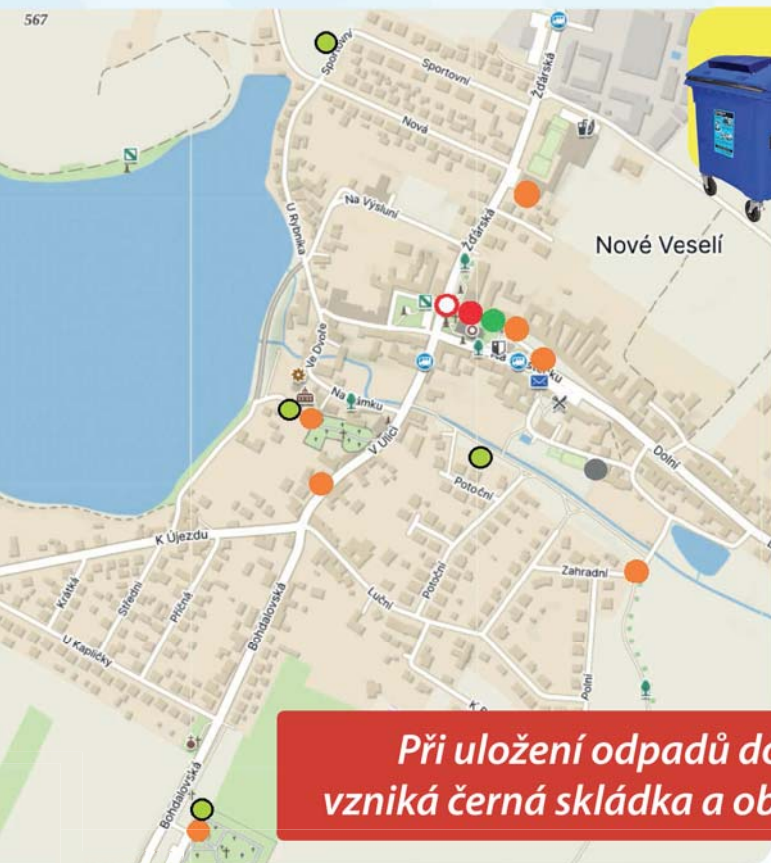 567
Sportovní
Sportovní
Žďárská
Nová
U Rybníka
Na Výsluní
Žďárská
Nové Veselí
Ve Dvoře
Na Zámku
V Ulici
Dolní
Potoční
K Újezdu
Zahradní
Krátká
Střední
Příčná
Potoční
Luční
Bohdalovská
U Kapličky
Polní
Při uložení odpadů do
vzniká černá skládka a ob
Bohdalovská